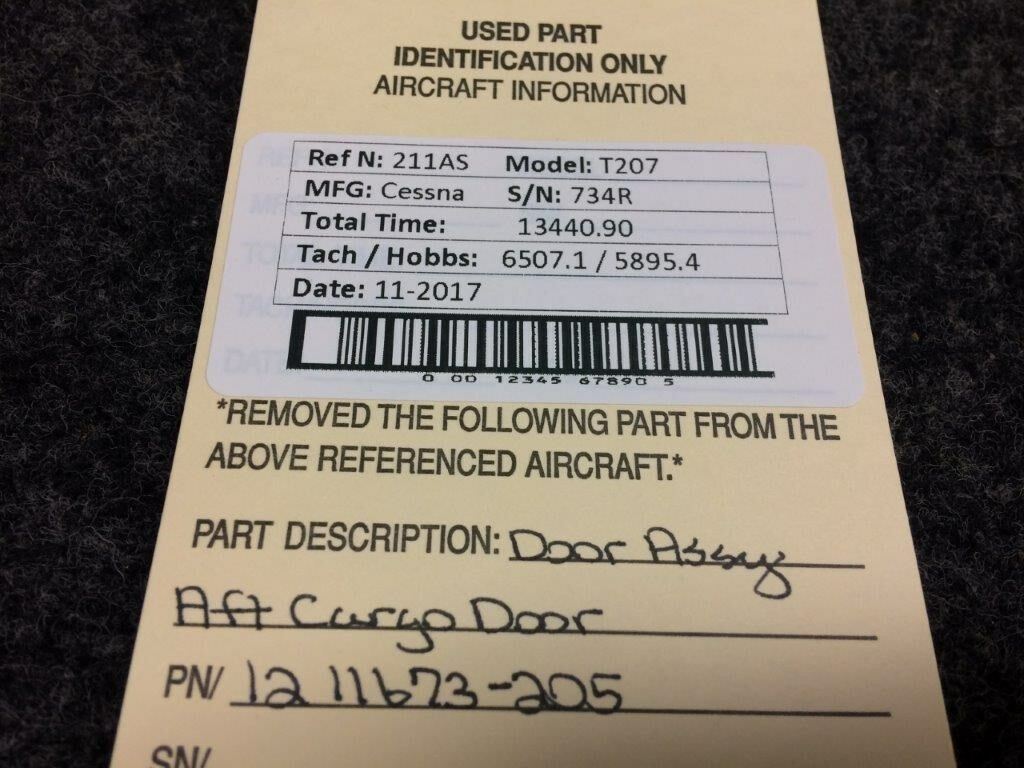 USED PART
IDENTIFICATION ONLY
AIRCRAFT INFORMATION
Ref N: 211AS Model: T207
MFG: Cessna S/N: 734R
Total Time: 13440.90
Tach / Hobbs: 6507.1 / 5895.4
Date: 11-2017
0 00 12345 67890 5
*REMOVED THE FOLLOWING PART FROM THE
ABOVE REFERENCED AIRCRAFT.*
PART DESCRIPTION: Door Assy
Aft Cargo Door
PN/ 12 11673-205
SN/